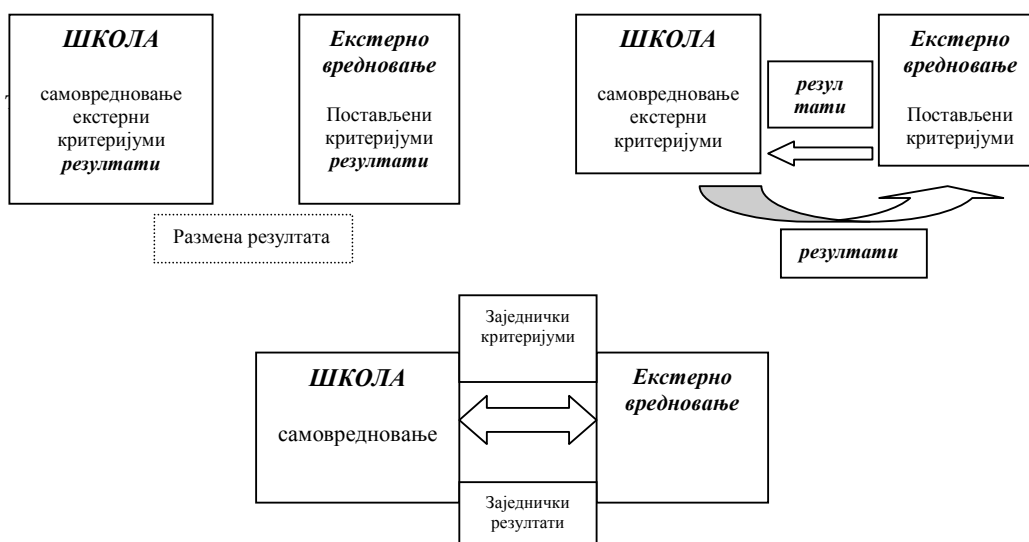 ШКОЛА
самовредновање
екстерни
критеријуми
резултати
Екстерно
вредновање
Постављени
критеријуми
резултати
Размена резултата
ШКОЛА
самовредновање
екстерни
критеријуми
резул
тати
Екстерно
вредновање
Постављени
критеријуми
резултати
Заједнички
критеријуми
ШКОЛА
самовредновање
Екстерно
вредновање
Заједнички
резултати